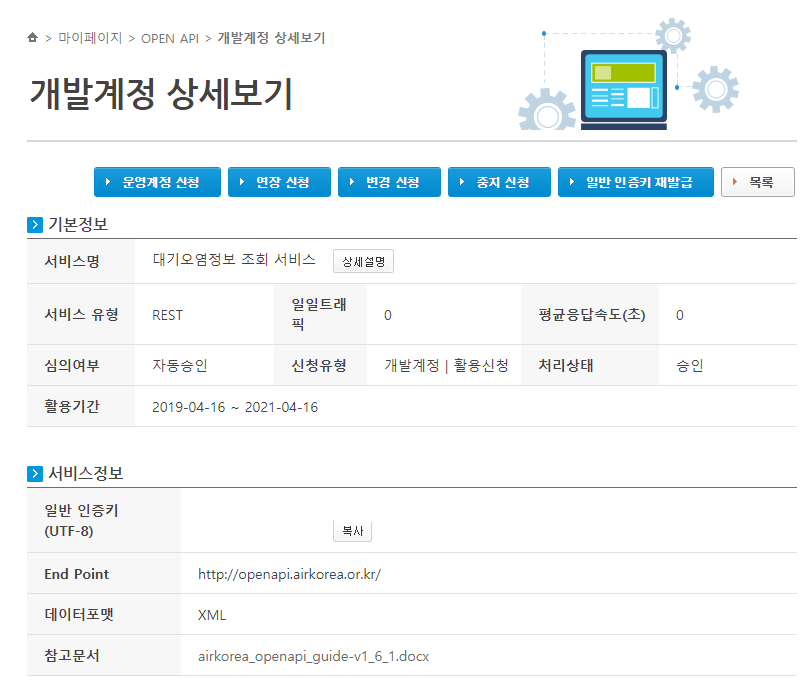 > 마이페이지 > OPEN API > 개발계정 상세보기
개발계정 상세보기
운영계정 신청 연장 신청 변경 신청 중지 신청 일반 인증키 재발급 목록
기본정보
서비스명 대기오염정보 조회 서비스 상세설명
서비스 유형 REST 일일트래
픽 0 평균응답속도(초) 0
심의여부 자동승인 신청유형 개발계정 | 활용신청 처리상태 승인
활용기간 2019-04-16 ~ 2021-04-16
서비스정보
일반 인증키
(UTF-8) 복사
End Point http://openapi.airkorea.or.kr/
데이터포맷 XML
참고문서 airkorea_openapi_guide-v1_6_1.docx